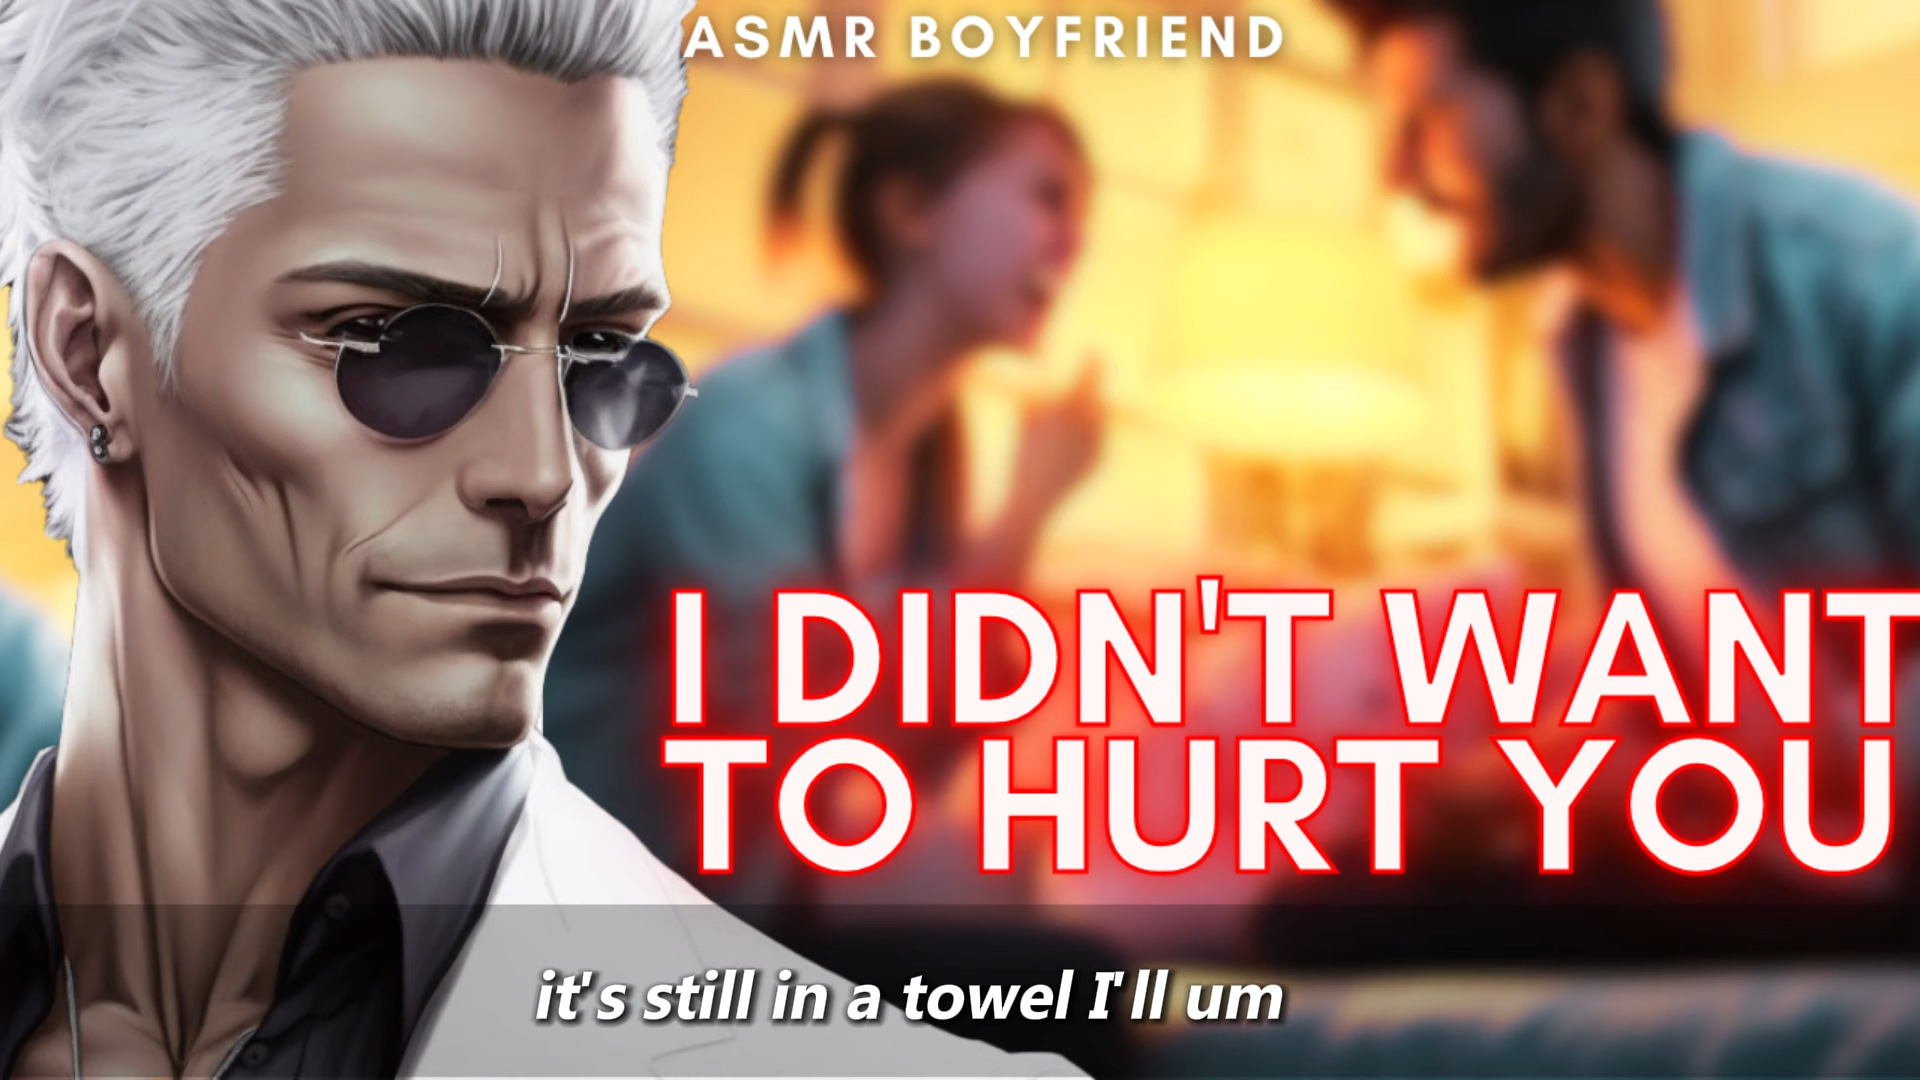 ASMR BOYFRIEND
I DIDN'T WANT
TO HURT YOU
it's still in a towel I'll um